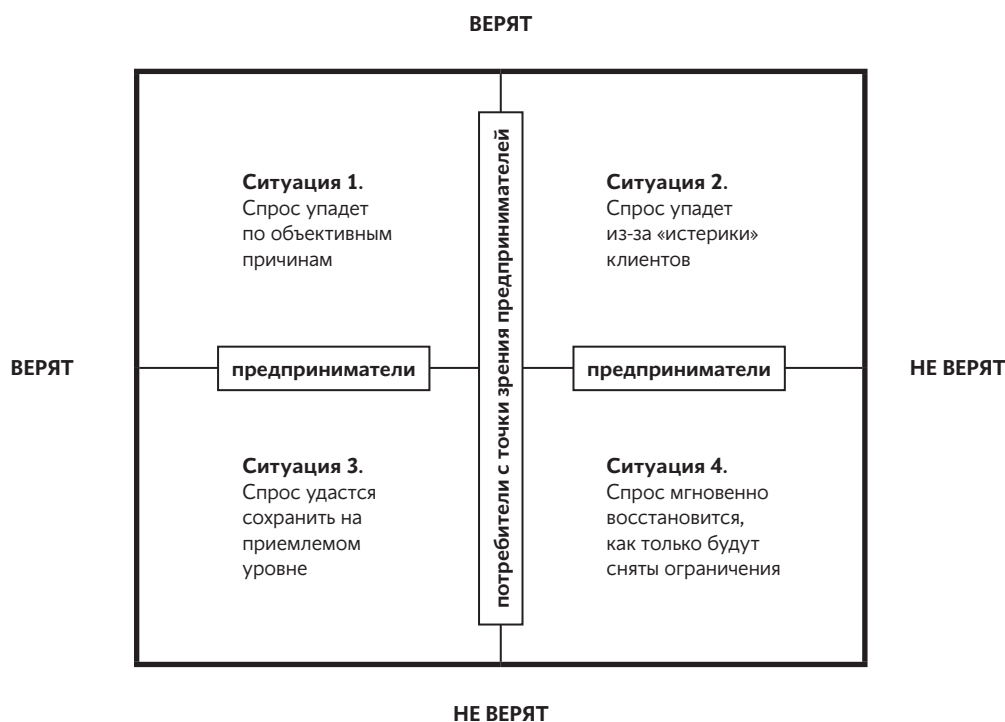 ВЕРЯТ
Ситуация 1.
Спрос упадет
по объективным
причинам
Ситуация 2.
Спрос упадет
из-за «истерики»
клиентов
потребители с точки зрения предпринимателей
ВЕРЯТ
предприниматели
предприниматели
НЕ ВЕРЯТ
Ситуация 3.
Спрос удастся
сохранить на
приемлемом
уровне
Ситуация 4.
Спрос мгновенно
восстановится,
как только будут
сняты ограничения
НЕ ВЕРЯТ